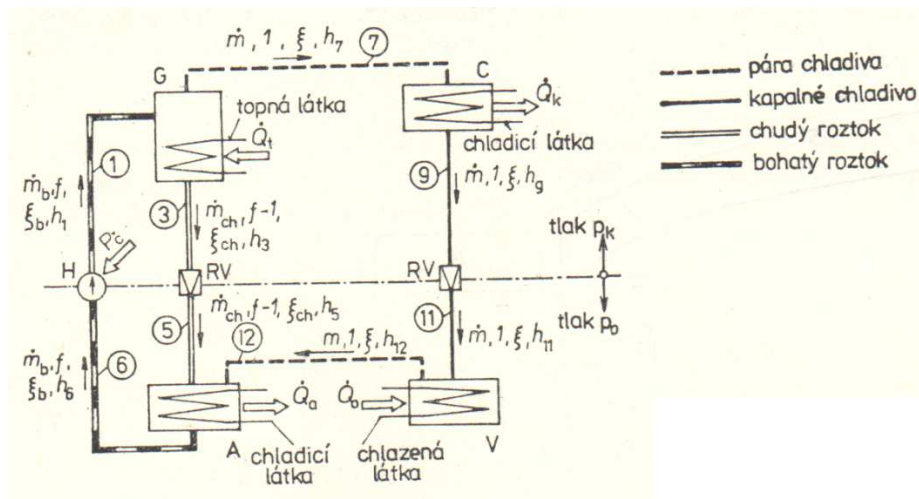 ṁ, 1, ξ, h₇
⑦
G
C
topná látka
Q̇ₜ
Q̇ₖ
chladicí látka
pára chladiva
kapalné chladivo
chudý roztok
bohatý roztok
①
ṁb, f,
ξb, h₁
③
ṁch, f-1,
ξch, h₃
⑨
ṁ, 1, ξ, h₉
tlak pₖ
H
RV
RV
tlak p₀
⑤
ṁch, f-1, ξch, h₅
⑪
ṁ, 1, ξ, h₁₁
⑥
ṁb, f,
ξb, h₆
⑫
m, 1, ξ, h₁₂
Q̇ₐ
Q̇ₒ
A
chladicí
látka
chlazená
látka
V